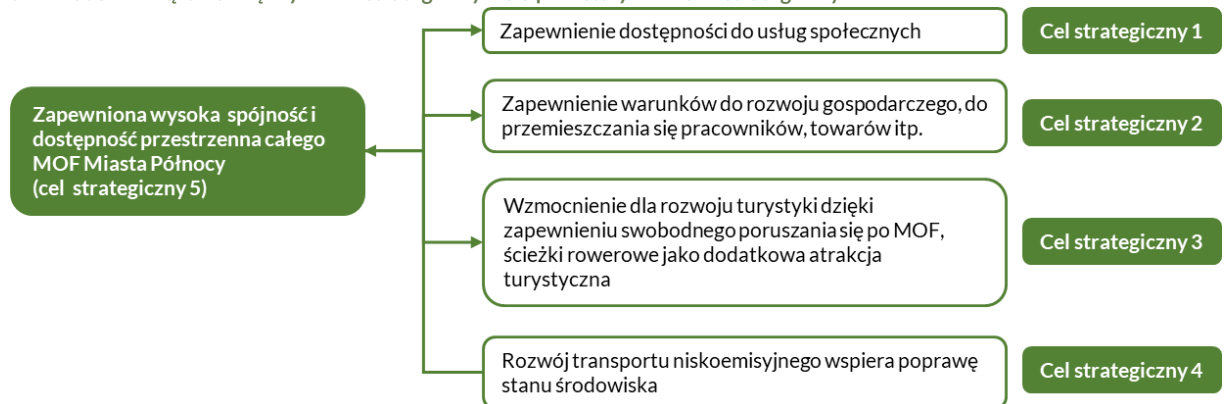 Zapewnienie dostępności do usług społecznych
Cel strategiczny 1
Zapewniona wysoka spójność i
dostępność przestrzenna całego
MOF Miasta Północy
(cel strategiczny 5)
Zapewnienie warunków do rozwoju gospodarczego, do
przemieszczania się pracowników, towarów itp.
Cel strategiczny 2
Wzmocnienie dla rozwoju turystyki dzięki
zapewnieniu swobodnego poruszania się po MOF,
ścieżki rowerowe jako dodatkowa atrakcja
turystyczna
Cel strategiczny 3
Rozwój transportu niskoemisyjnego wspiera poprawę
stanu środowiska
Cel strategiczny 4